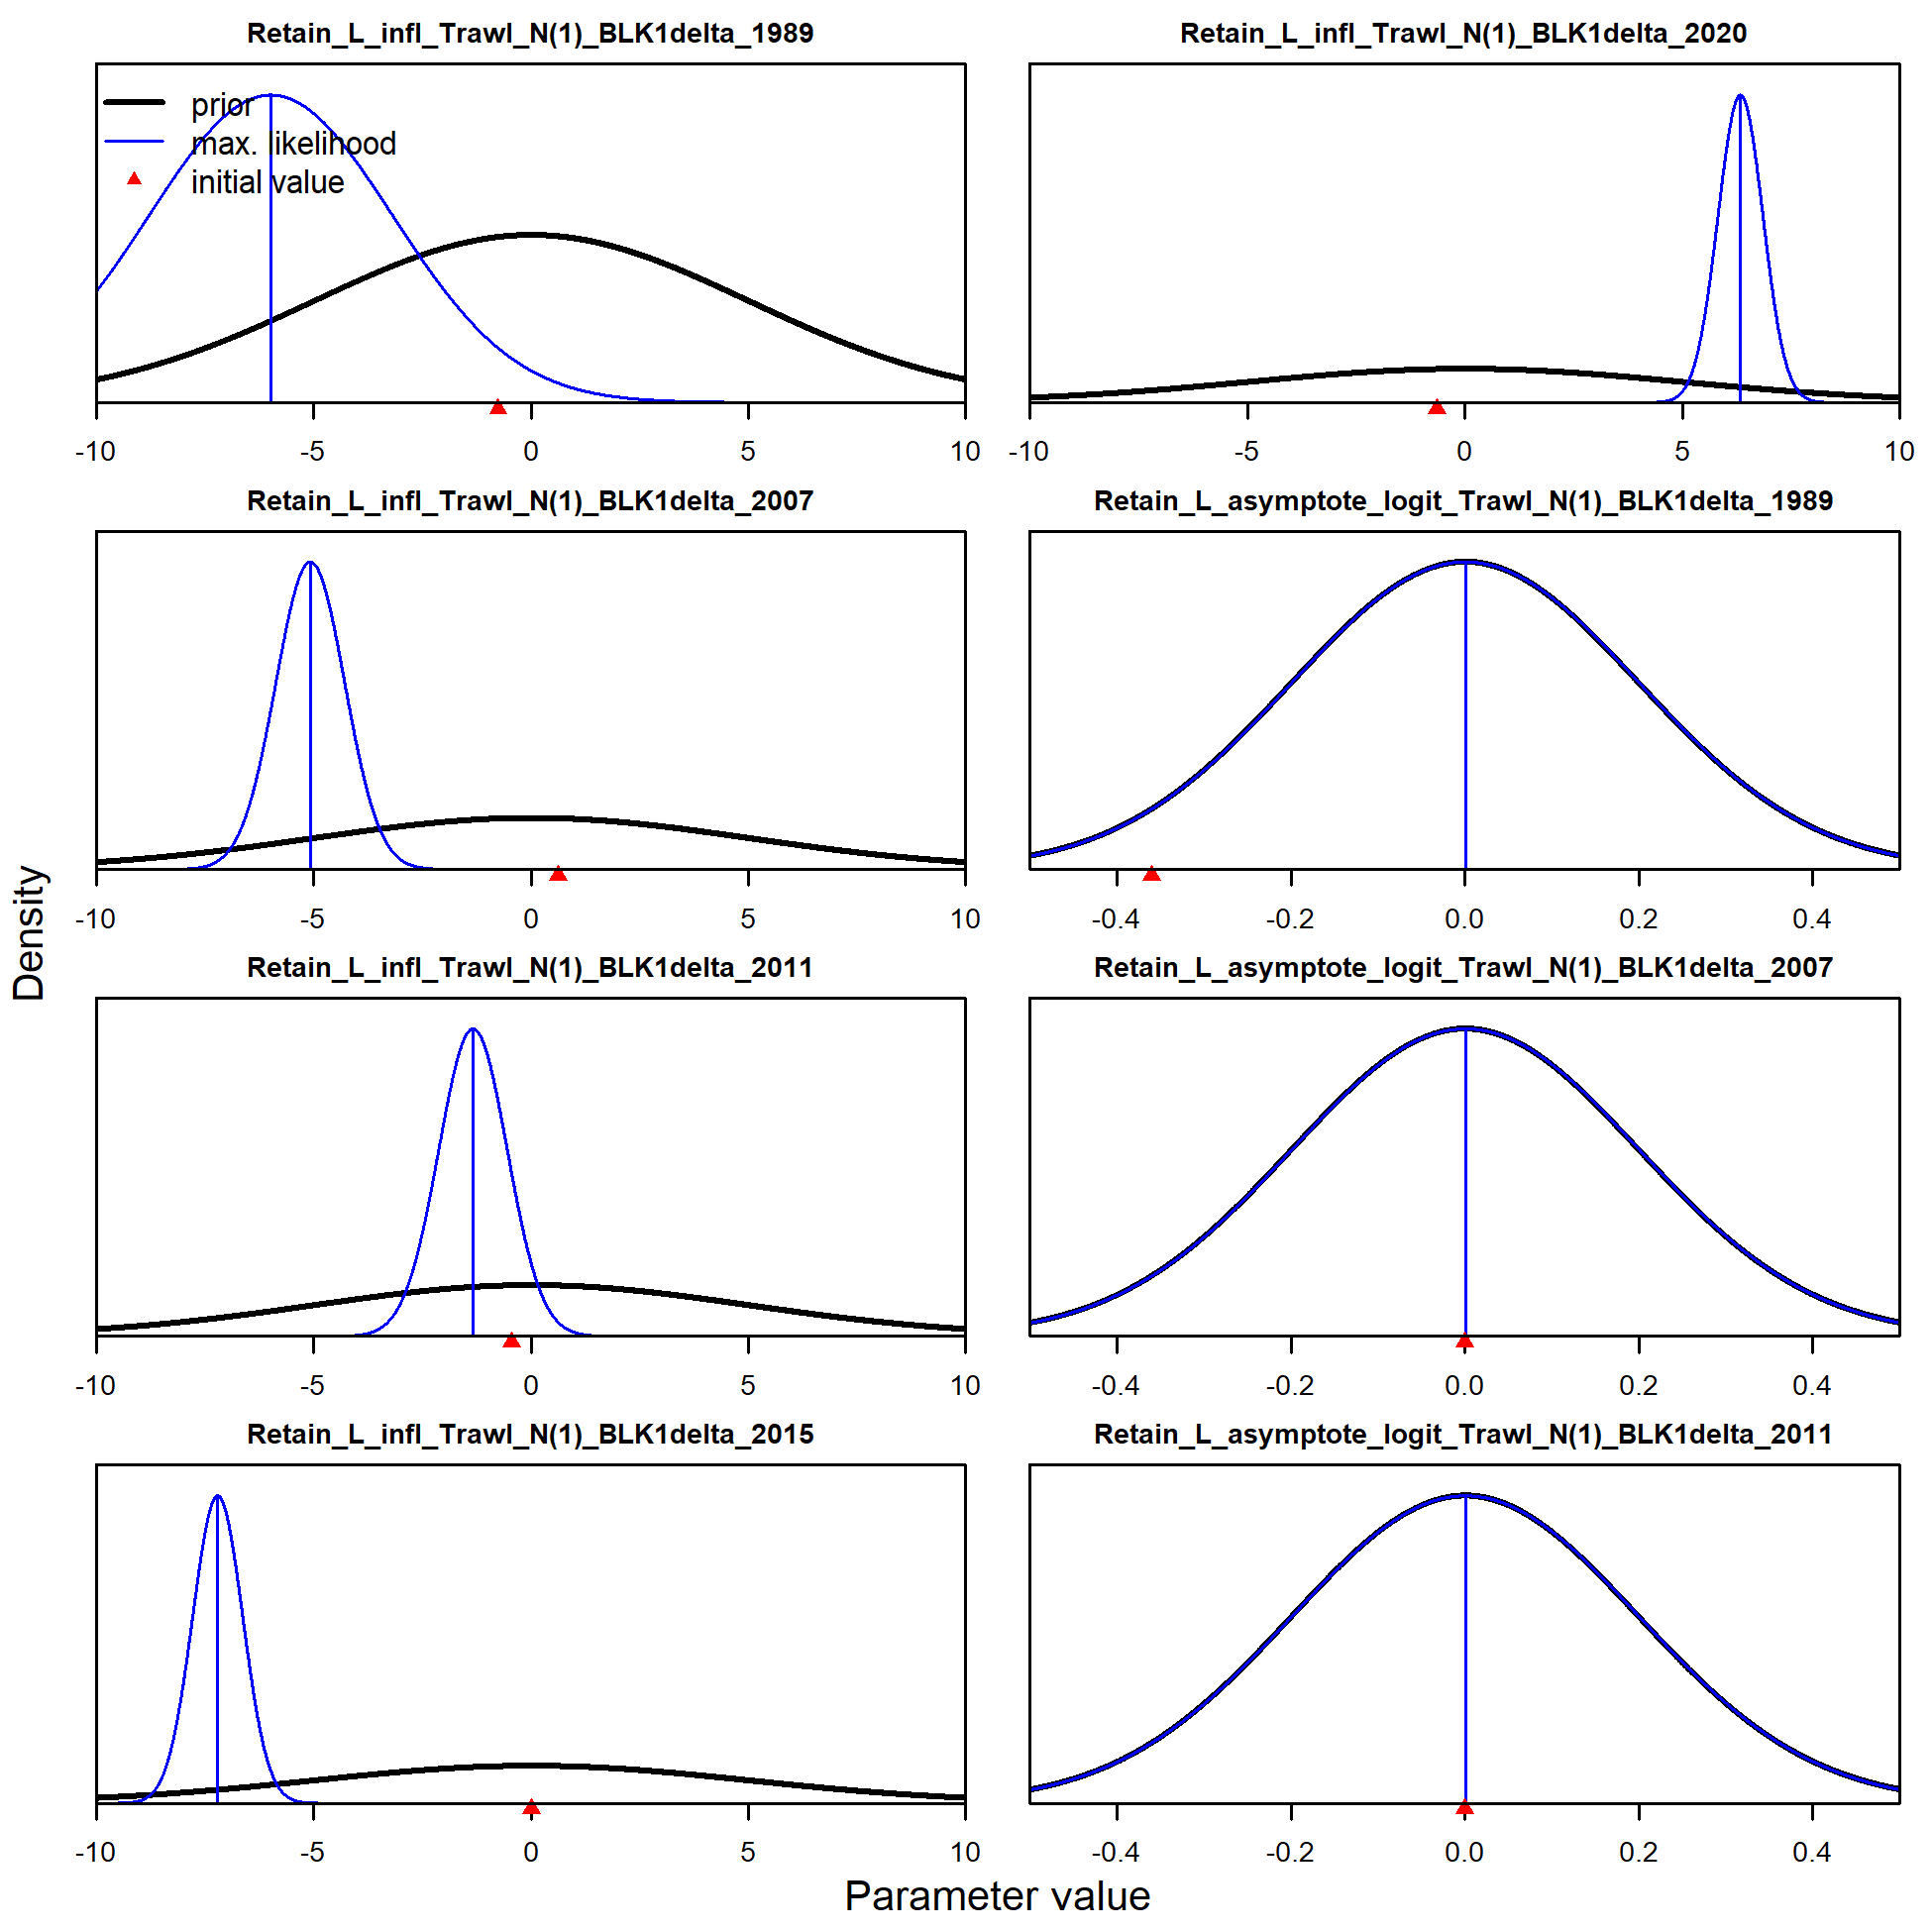 Retain_L_infl_Trawl_N(1)_BLK1delta_1989
prior
max. likelihood
initial value
-10 -5 0 5 10
Retain_L_infl_Trawl_N(1)_BLK1delta_2020
-10 -5 0 5 10
Retain_L_infl_Trawl_N(1)_BLK1delta_2007
-10 -5 0 5 10
Retain_L_asymptote_logit_Trawl_N(1)_BLK1delta_1989
-0.4 -0.2 0.0 0.2 0.4
Retain_L_infl_Trawl_N(1)_BLK1delta_2011
-10 -5 0 5 10
Retain_L_asymptote_logit_Trawl_N(1)_BLK1delta_2007
-0.4 -0.2 0.0 0.2 0.4
Retain_L_infl_Trawl_N(1)_BLK1delta_2015
-10 -5 0 5 10
Retain_L_asymptote_logit_Trawl_N(1)_BLK1delta_2011
-0.4 -0.2 0.0 0.2 0.4
Density
Parameter value